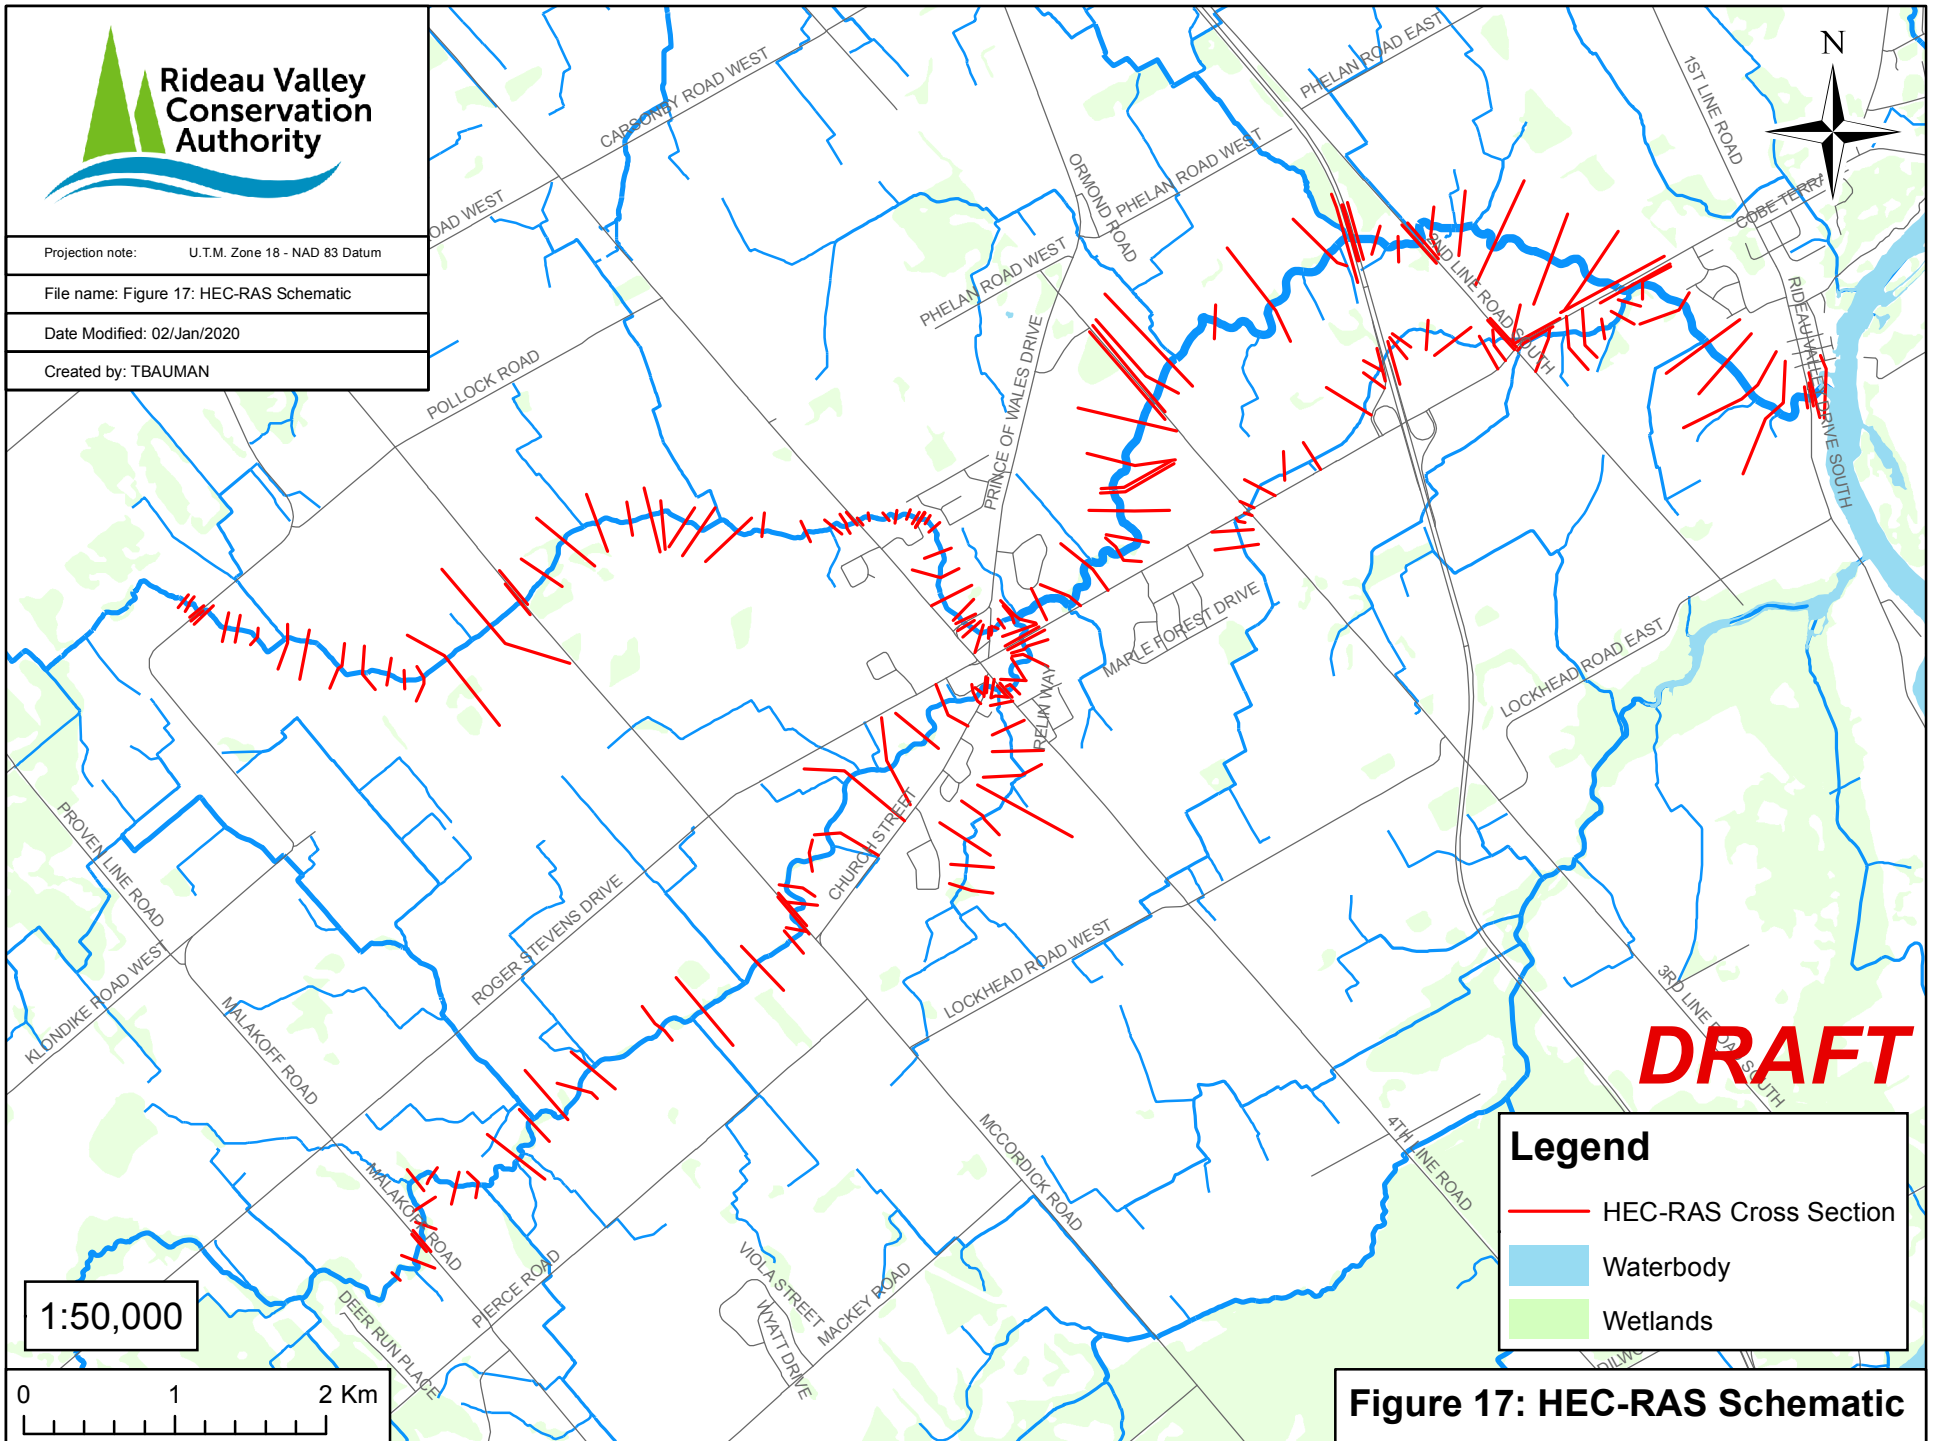 Rideau Valley
Conservation
Authority
Projection note: U.T.M. Zone 18 - NAD 83 Datum
File name: Figure 17: HEC-RAS Schematic
Date Modified: 02/Jan/2020
Created by: TBAUMAN
N
CARSONBY ROAD WEST
OAD WEST
PHELAN ROAD EAST
1ST LINE ROAD
ORMOND ROAD
PHELAN ROAD WEST
PHELAN ROAD WEST
COBE TERRA
2ND LINE ROAD SOUTH
RIDEAU VALLEY DRIVE SOUTH
POLLOCK ROAD
PRINCE OF WALES DRIVE
MAPLE FOREST DRIVE
RELIN WAY
LOCKHEAD ROAD EAST
PROVEN LINE ROAD
CHURCH STREET
ROGER STEVENS DRIVE
KLONDIKE ROAD WEST
LOCKHEAD ROAD WEST
MALAKOFF ROAD
3RD LINE ROAD SOUTH
DRAFT
MCCORDICK ROAD
4TH LINE ROAD
MALAKOFF ROAD
VIOLA STREET
PIERCE ROAD
MACKEY ROAD
WYATT DRIVE
DEER RUN PLACE
DILW
Legend
HEC-RAS Cross Section
Waterbody
Wetlands
1:50,000
0 1 2 Km
Figure 17: HEC-RAS Schematic